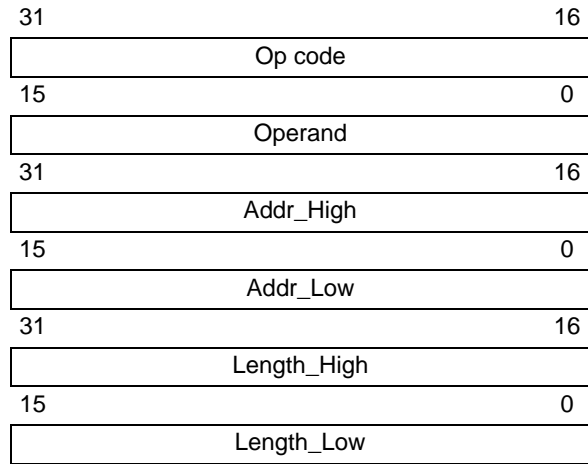 31 16
Op code
15 0
Operand
31 16
Addr_High
15 0
Addr_Low
31 16
Length_High
15 0
Length_Low